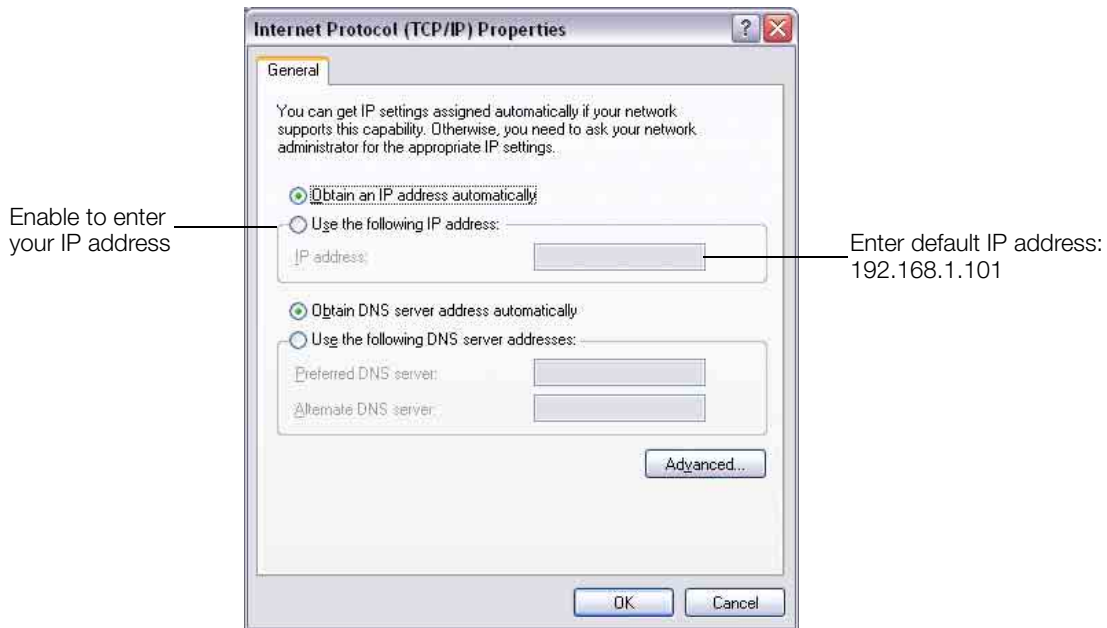 Internet Protocol (TCP/IP) Properties
General
You can get IP settings assigned automatically if your network
supports this capability. Otherwise, you need to ask your network
administrator for the appropriate IP settings.
Obtain an IP address automatically
Enable to enter
your IP address
Use the following IP address:
IP address:
Enter default IP address:
192.168.1.101
Obtain DNS server address automatically
Use the following DNS server addresses:
Preferred DNS server:
Alternate DNS server:
Advanced...
OK
Cancel